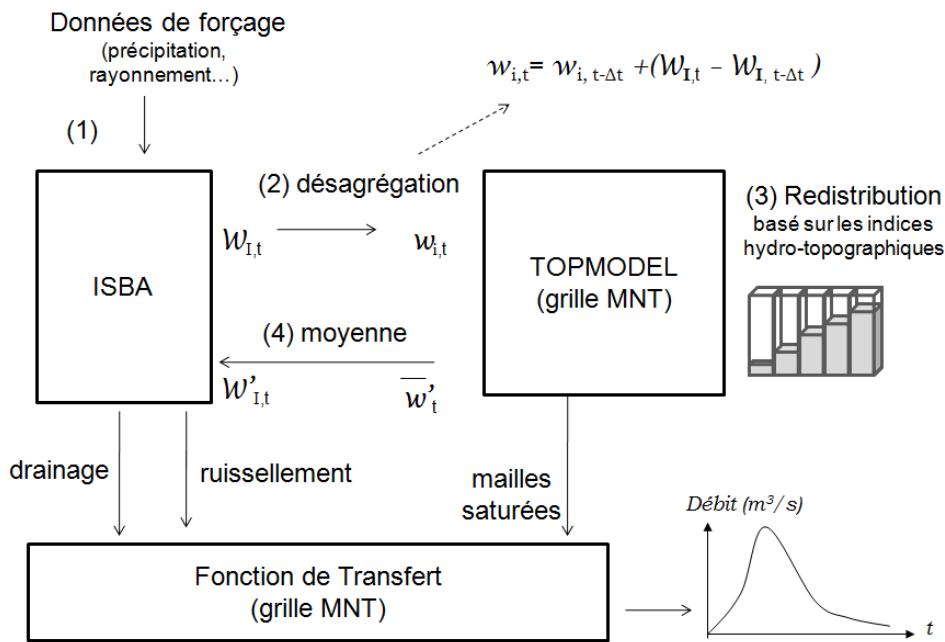 Données de forçage
(précipitation,
rayonnement...)
(1)
w_{i,t} = w_{i, t-Δt} +(W_{I,t} – W_{I, t-Δt} )
(2) désagrégation
W_{I,t}
w_{i,t}
ISBA
TOPMODEL
(grille MNT)
(3) Redistribution
basé sur les indices
hydro-topographiques
(4) moyenne
W'_{I,t}
w̅'_t
drainage
ruissellement
mailles
saturées
Fonction de Transfert
(grille MNT)
Débit (m³/s)
t